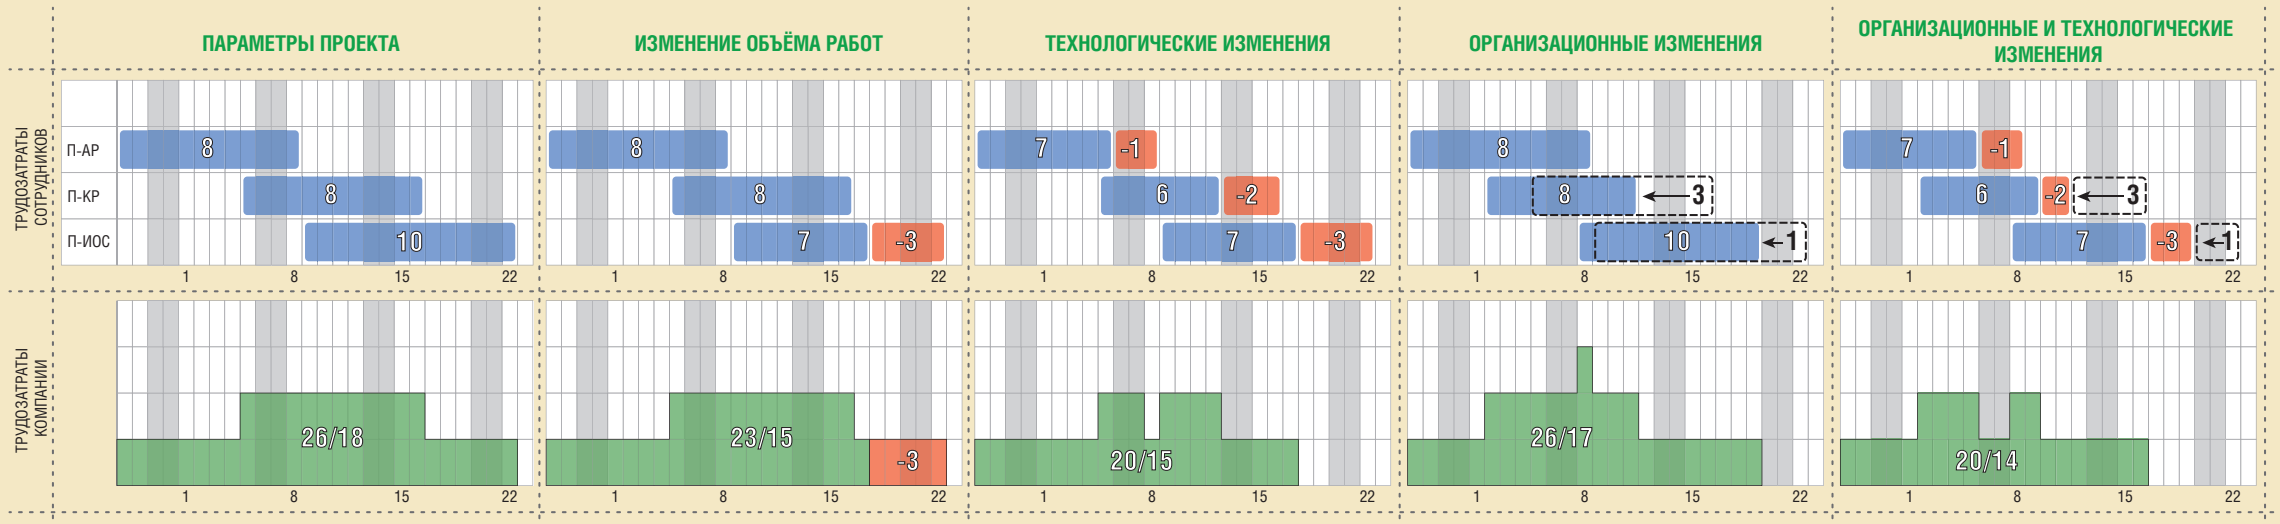 ПАРАМЕТРЫ ПРОЕКТА
ИЗМЕНЕНИЕ ОБЪЁМА РАБОТ
ТЕХНОЛОГИЧЕСКИЕ ИЗМЕНЕНИЯ
ОРГАНИЗАЦИОННЫЕ ИЗМЕНЕНИЯ
ОРГАНИЗАЦИОННЫЕ И ТЕХНОЛОГИЧЕСКИЕ
ИЗМЕНЕНИЯ
ТРУДОЗАТРАТЫ
СОТРУДНИКОВ
П-АР
8
8
7 -1
8
7 -1
П-КР
8
8
6 -2
8 3
6 -2 3
П-ИОС
10
7 -3
7 -3
10 1
7 -3 1
1 8 15 22
1 8 15 22
1 8 15 22
1 8 15 22
1 8 15 22
ТРУДОЗАТРАТЫ
КОМПАНИИ
26/18
23/15
-3
20/15
26/17
20/14
1 8 15 22
1 8 15 22
1 8 15 22
1 8 15 22
1 8 15 22